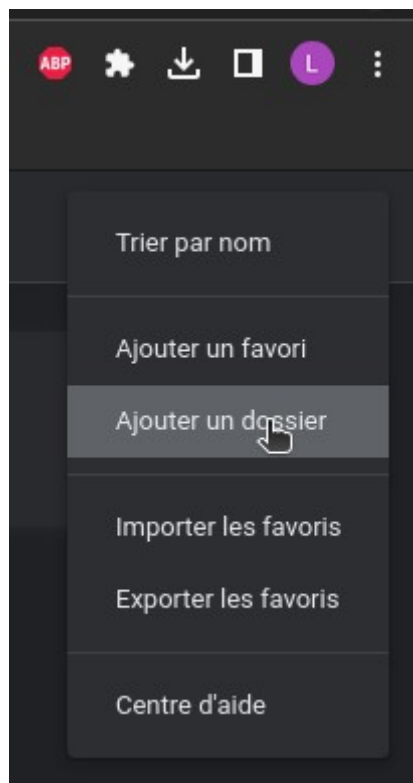 ABP
L
Trier par nom
Ajouter un favori
Ajouter un dossier
Importer les favoris
Exporter les favoris
Centre d'aide